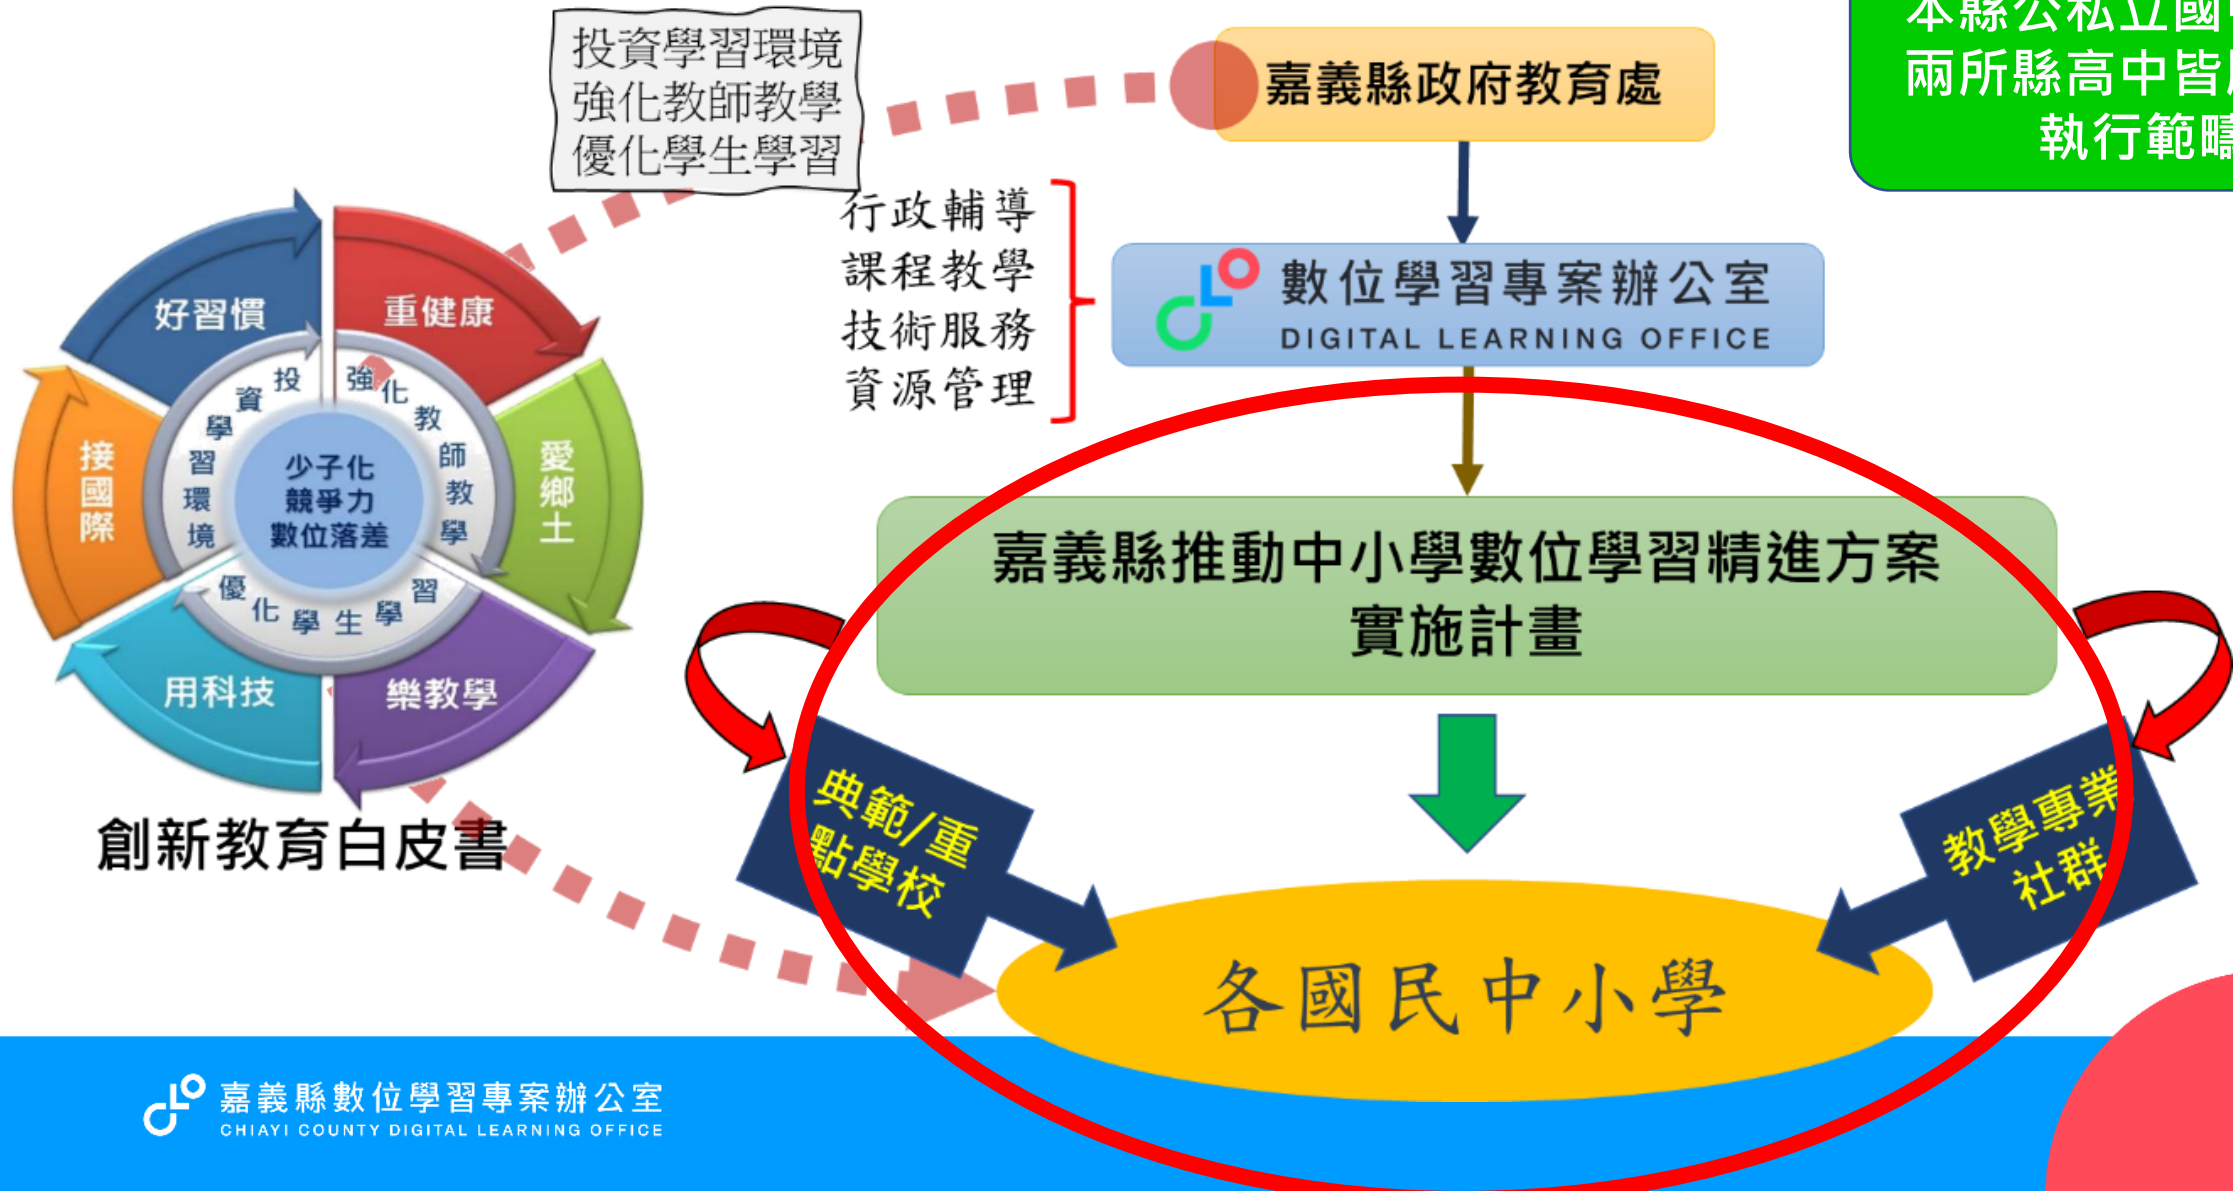 投資學習環境
強化教師教學
優化學生學習
嘉義縣政府教育處
本縣公私立國
兩所縣高中皆
執行範疇
行政輔導
課程教學
技術服務
資源管理
數位學習專案辦公室
DIGITAL LEARNING OFFICE
好習慣
重健康
愛鄉土
樂教學
用科技
接國際
投資學習環境
強化教師教學
優化學生學習
少子化
競爭力
數位落差
創新教育白皮書
嘉義縣推動中小學數位學習精進方案
實施計畫
典範/重
點學校
教學專業
社群
各國民中小學
嘉義縣數位學習專案辦公室
CHIAYI COUNTY DIGITAL LEARNING OFFICE